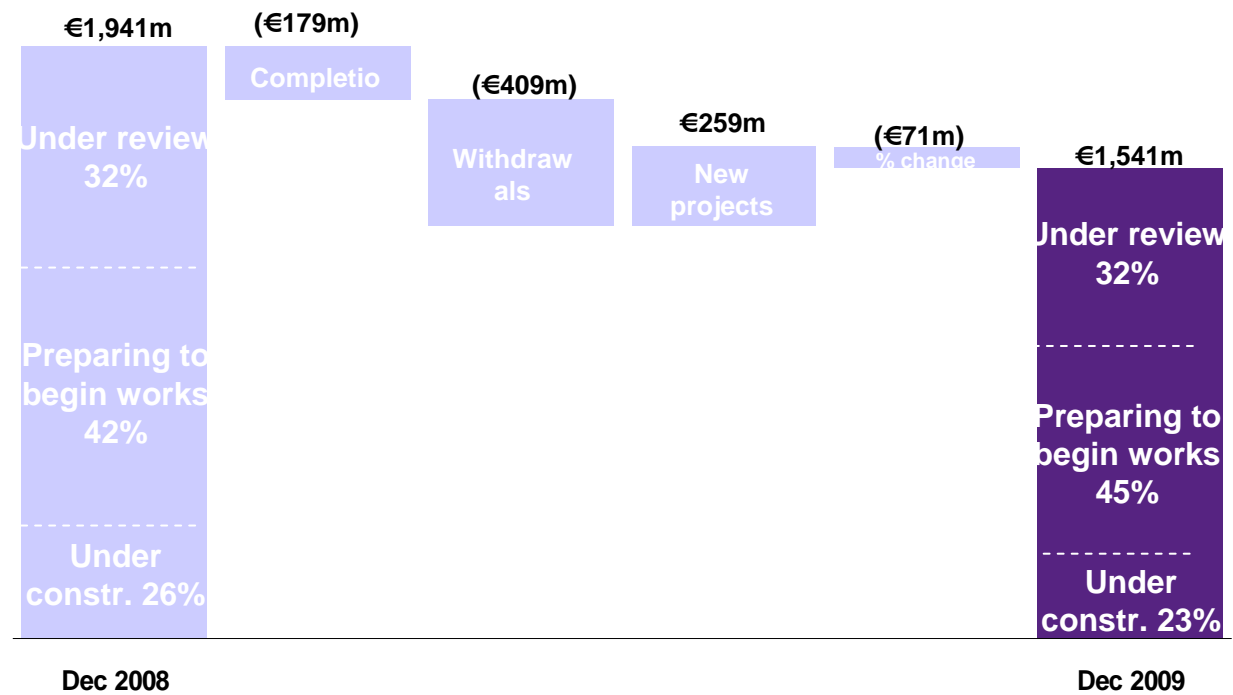 €1,941m
(€179m)
(€409m)
€259m
(€71m)
€1,541m
Completio
Under review
32%
Withdraw
als
New
projects
% change
Under review
32%
Preparing to
begin works
42%
Preparing to
begin works
45%
Under
constr. 26%
Under
constr. 23%
Dec 2008
Dec 2009